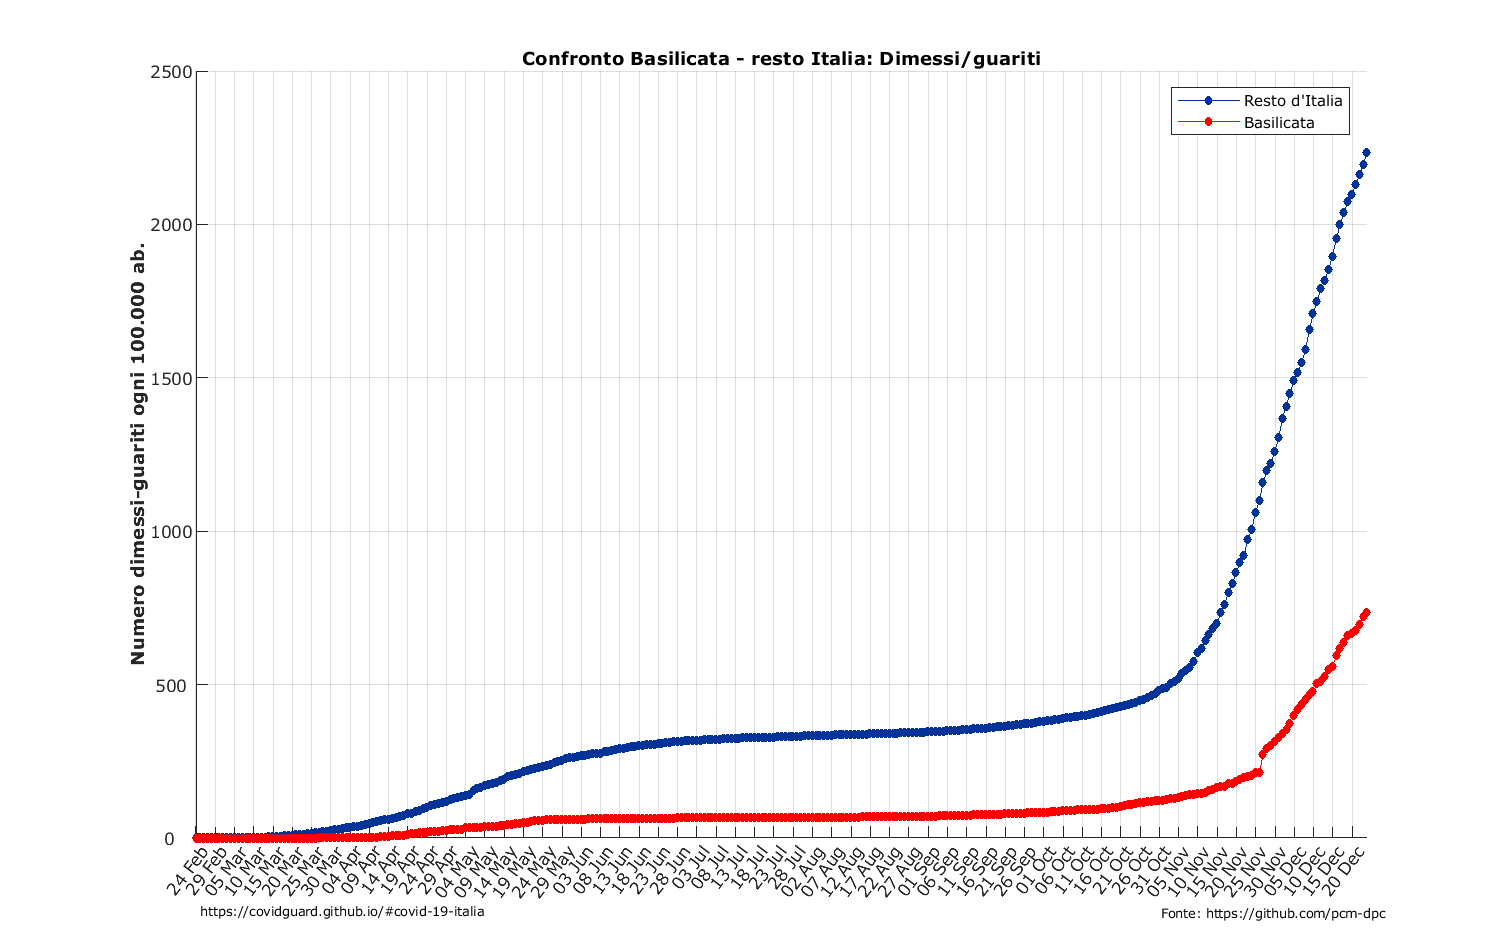 Confronto Basilicata - resto Italia: Dimessi/guariti
Resto d'Italia
Basilicata
Numero dimessi-guariti ogni 100.000 ab.
2500
2000
1500
1000
500
0
24 Feb
29 Feb
05 Mar
10 Mar
15 Mar
20 Mar
25 Mar
30 Mar
04 Apr
09 Apr
14 Apr
19 Apr
24 Apr
29 Apr
04 May
09 May
14 May
19 May
24 May
29 May
03 Jun
08 Jun
13 Jun
18 Jun
23 Jun
28 Jun
03 Jul
08 Jul
13 Jul
18 Jul
23 Jul
28 Jul
02 Aug
07 Aug
12 Aug
17 Aug
22 Aug
27 Aug
01 Sep
06 Sep
11 Sep
16 Sep
21 Sep
26 Sep
01 Oct
06 Oct
11 Oct
16 Oct
21 Oct
26 Oct
31 Oct
05 Nov
10 Nov
15 Nov
20 Nov
25 Nov
30 Nov
05 Dec
10 Dec
15 Dec
20 Dec
https://covidguard.github.io/#covid-19-italia
Fonte: https://github.com/pcm-dpc